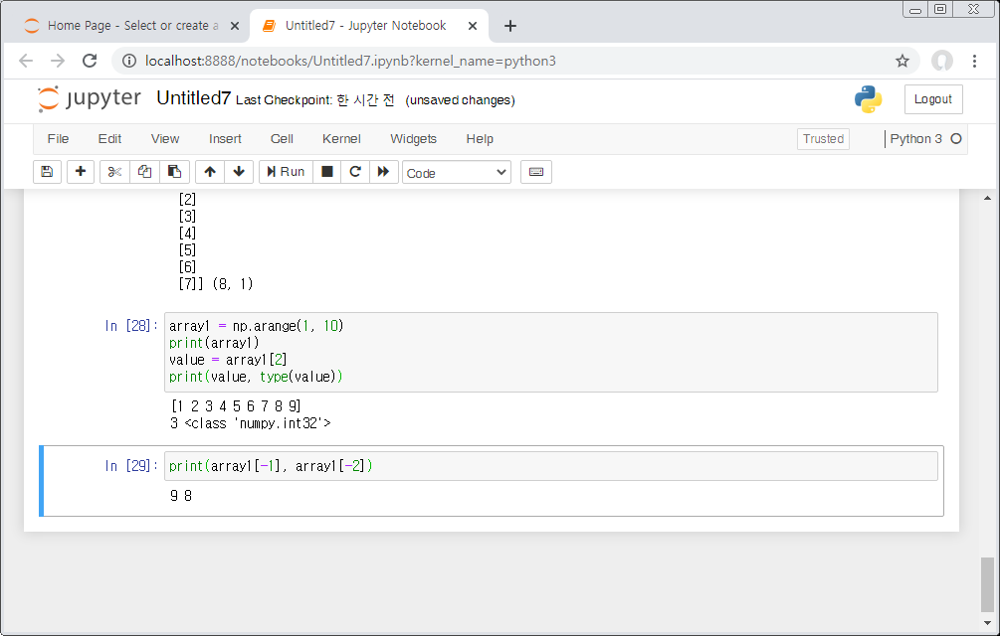 Home Page - Select or create a
Untitled7 - Jupyter Notebook
localhost:8888/notebooks/Untitled7.ipynb?kernel_name=python3
jupyter Untitled7 Last Checkpoint: 한 시간 전 (unsaved changes)
Logout
File Edit View Insert Cell Kernel Widgets Help
Trusted
Python 3
Run
Code
[2]
[3]
[4]
[5]
[6]
[7]] (8, 1)
In [28]: array1 = np.arange(1, 10)
print(array1)
value = array1[2]
print(value, type(value))
[1 2 3 4 5 6 7 8 9]
3 <class 'numpy.int32'>
In [29]: print(array1[-1], array1[-2])
9 8